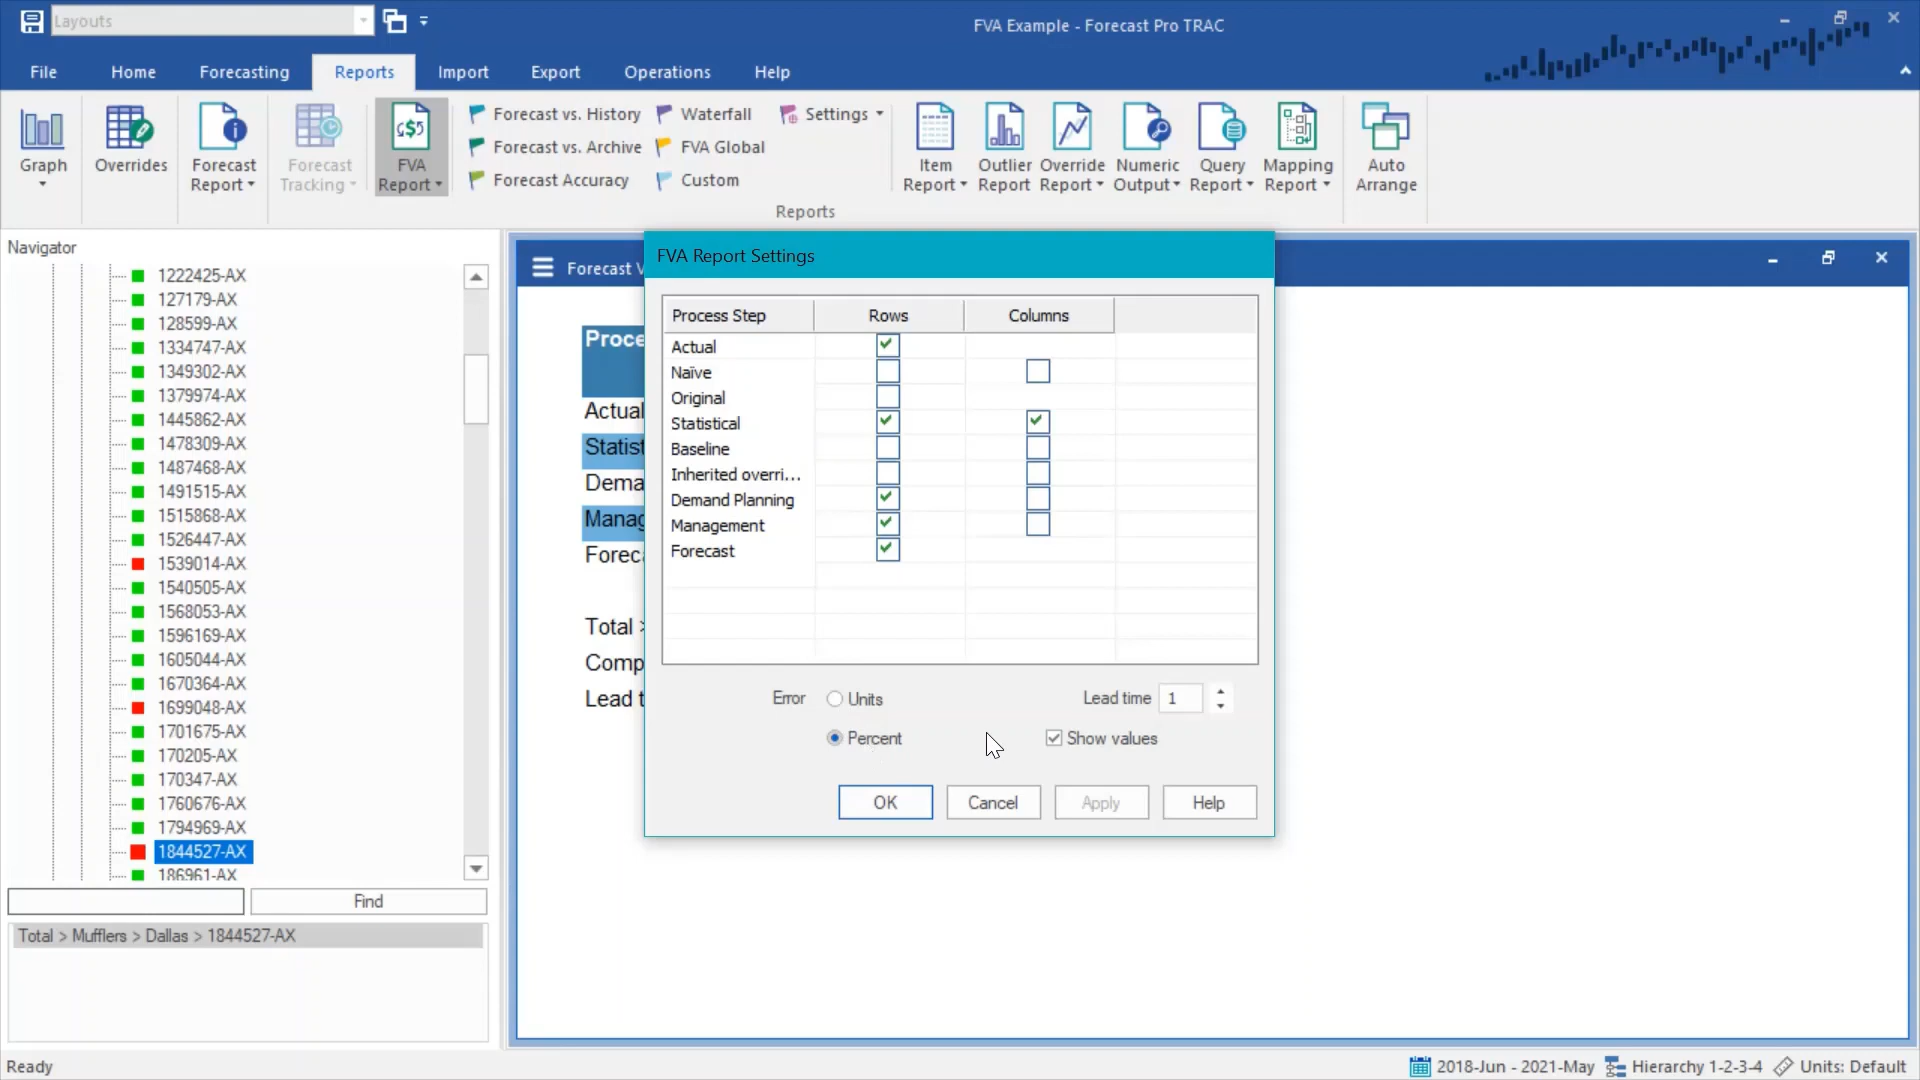 Layouts
FVA Example - Forecast Pro TRAC
File Home Forecasting Reports Import Export Operations Help
Graph
Overrides
Forecast
Report
Forecast
Tracking
FVA
Report
Forecast vs. History Waterfall Settings
Forecast vs. Archive FVA Global
Forecast Accuracy Custom
Item
Report
Outlier
Report
Override
Report
Numeric
Output
Query
Report
Mapping
Report
Auto
Arrange
Reports
Navigator
1222425-AX
127179-AX
128599-AX
1334747-AX
1349302-AX
1379974-AX
1445862-AX
1478309-AX
1487468-AX
1491515-AX
1515868-AX
1526447-AX
1539014-AX
1540505-AX
1568053-AX
1596169-AX
1605044-AX
1670364-AX
1699048-AX
1701675-AX
170205-AX
170347-AX
1760676-AX
1794969-AX
1844527-AX
186961-AX
Find
Total > Mufflers > Dallas > 1844527-AX
Forecast V
Proce
Actual
Statist
Dema
Manag
Foreca
Total >
Comp
Lead t
FVA Report Settings
Process Step Rows Columns
Actual
Naïve
Original
Statistical
Baseline
Inherited overri...
Demand Planning
Management
Forecast
Error Units Lead time 1
Percent Show values
OK Cancel Apply Help
Ready
2018-Jun - 2021-May Hierarchy 1-2-3-4 Units: Default